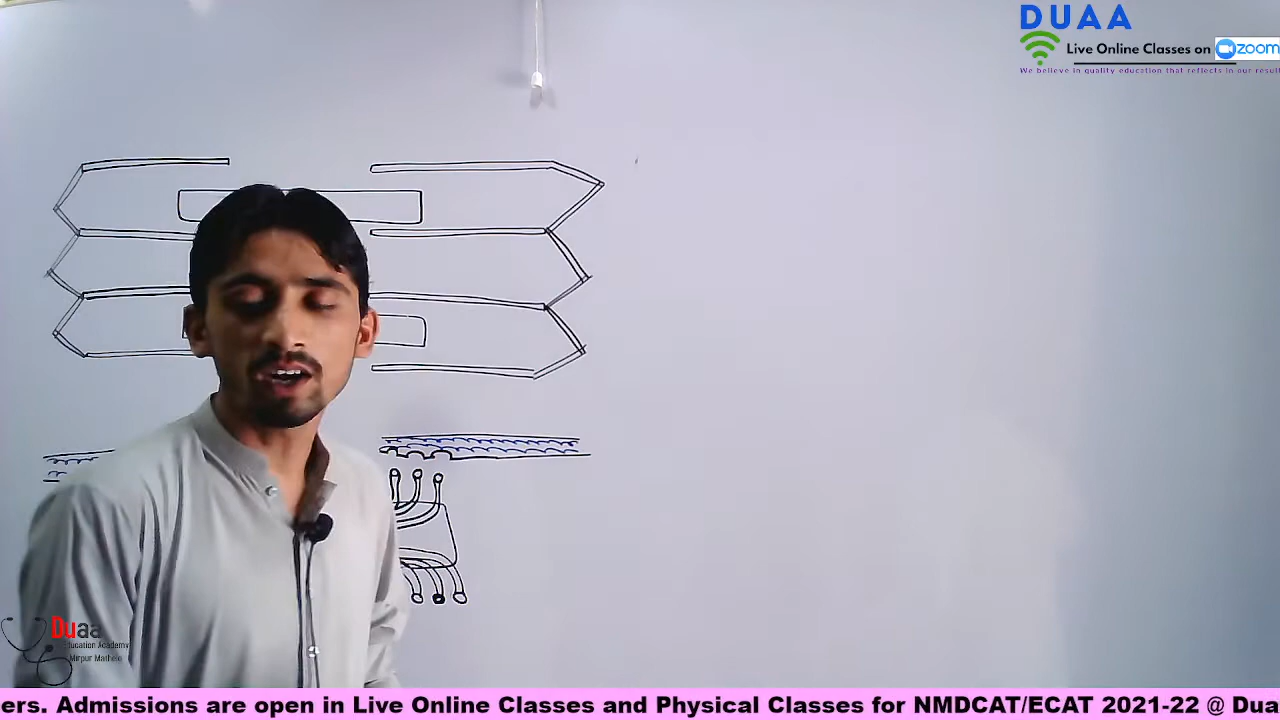 DUAA
Live Online Classes on zoom
We believe in quality education that reflects in our result
Duaa
Education Academy
Mirpur Mathelo
ers. Admissions are open in Live Online Classes and Physical Classes for NMDCAT/ECAT 2021-22 @ Dua